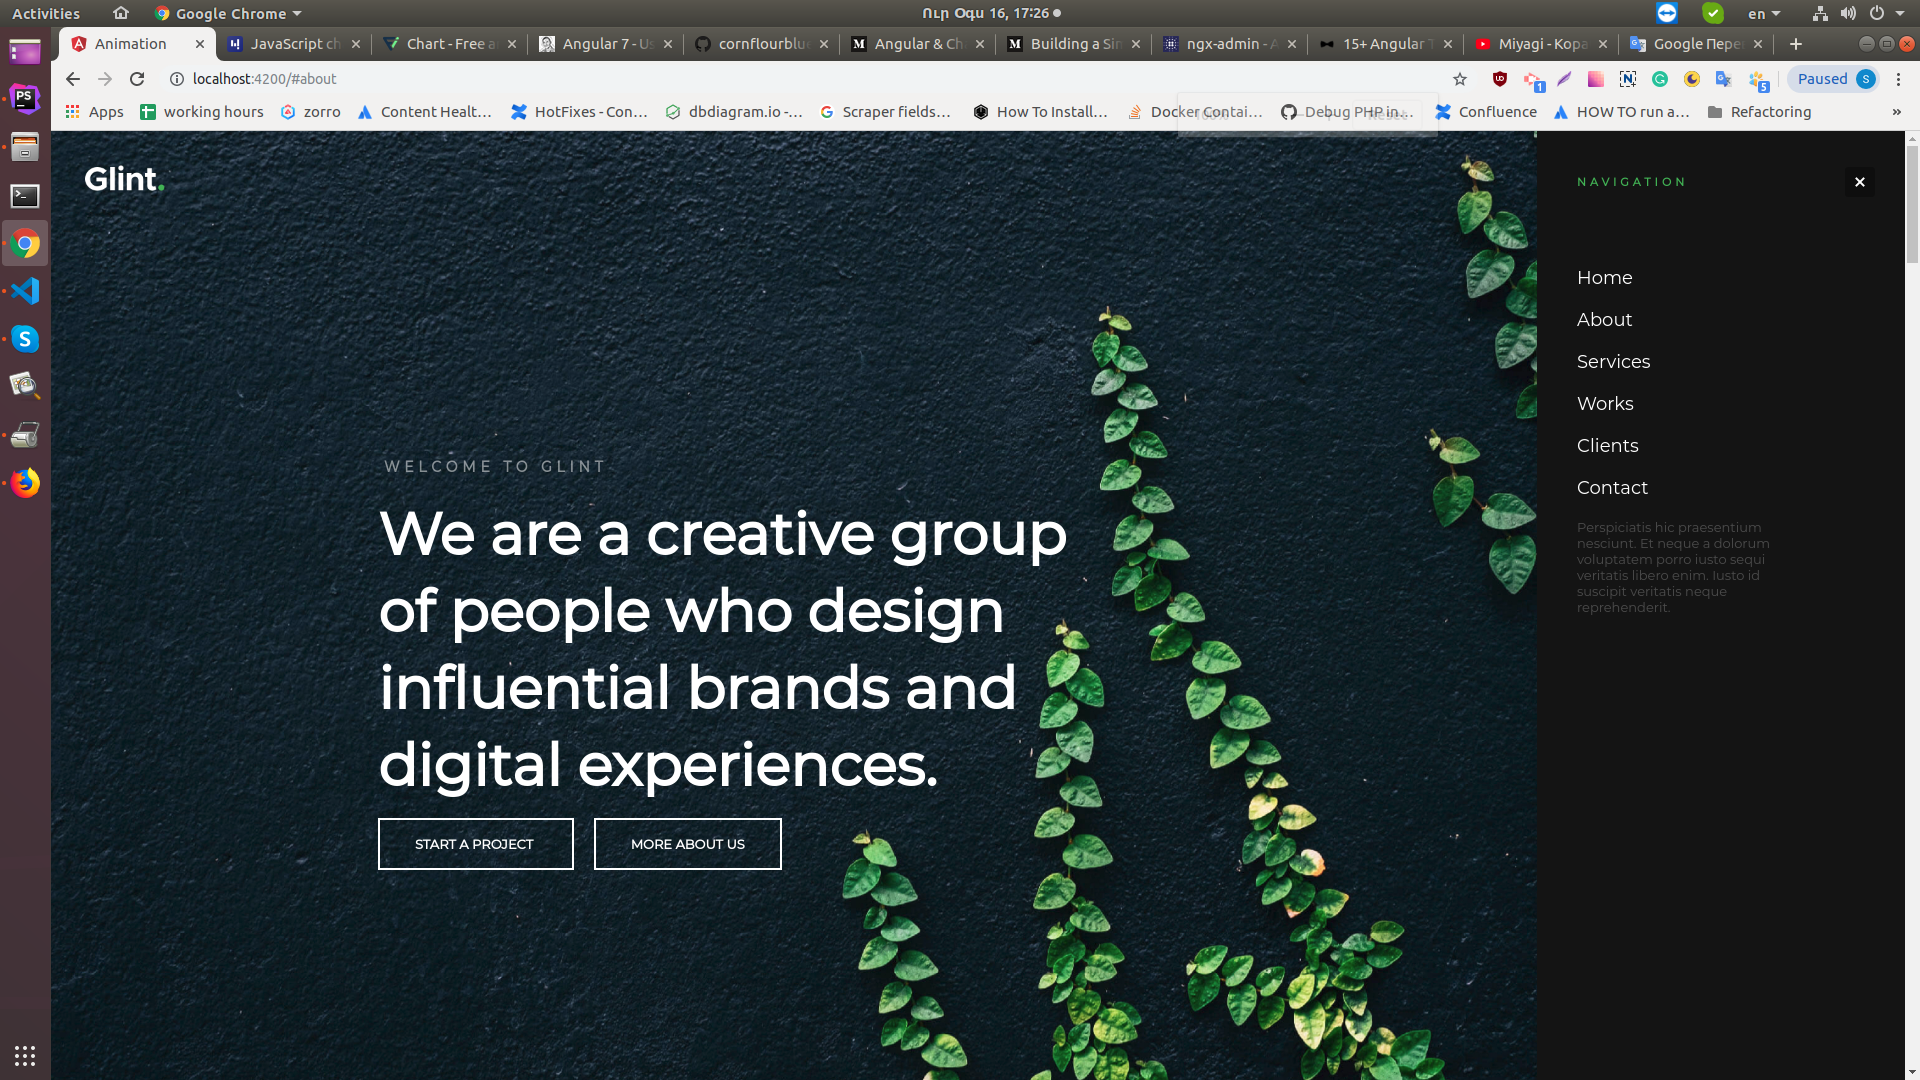 Activities
Google Chrome
Ուր Օգս 16, 17:26
en
Animation
JavaScript ch
Chart - Free a
Angular 7 - Us
cornflourblue
Angular & Ch
Building a Sim
ngx-admin - A
15+ Angular T
Miyagi - Кора
Google Пере
localhost:4200/#about
Paused
S
Apps
working hours
zorro
Content Healt...
HotFixes - Con...
dbdiagram.io -...
Scraper fields...
How To Install...
Docker Contai...
Debug PHP in...
Confluence
HOW TO run a...
Refactoring
»
Glint.
NAVIGATION
Home
About
Services
Works
Clients
Contact
Perspiciatis hic praesentium
nesciunt. Et neque a dolorum
voluptatem porro iusto sequi
veritatis libero enim. Iusto id
suscipit veritatis neque
reprehenderit.
WELCOME TO GLINT
We are a creative group
of people who design
influential brands and
digital experiences.
START A PROJECT
MORE ABOUT US